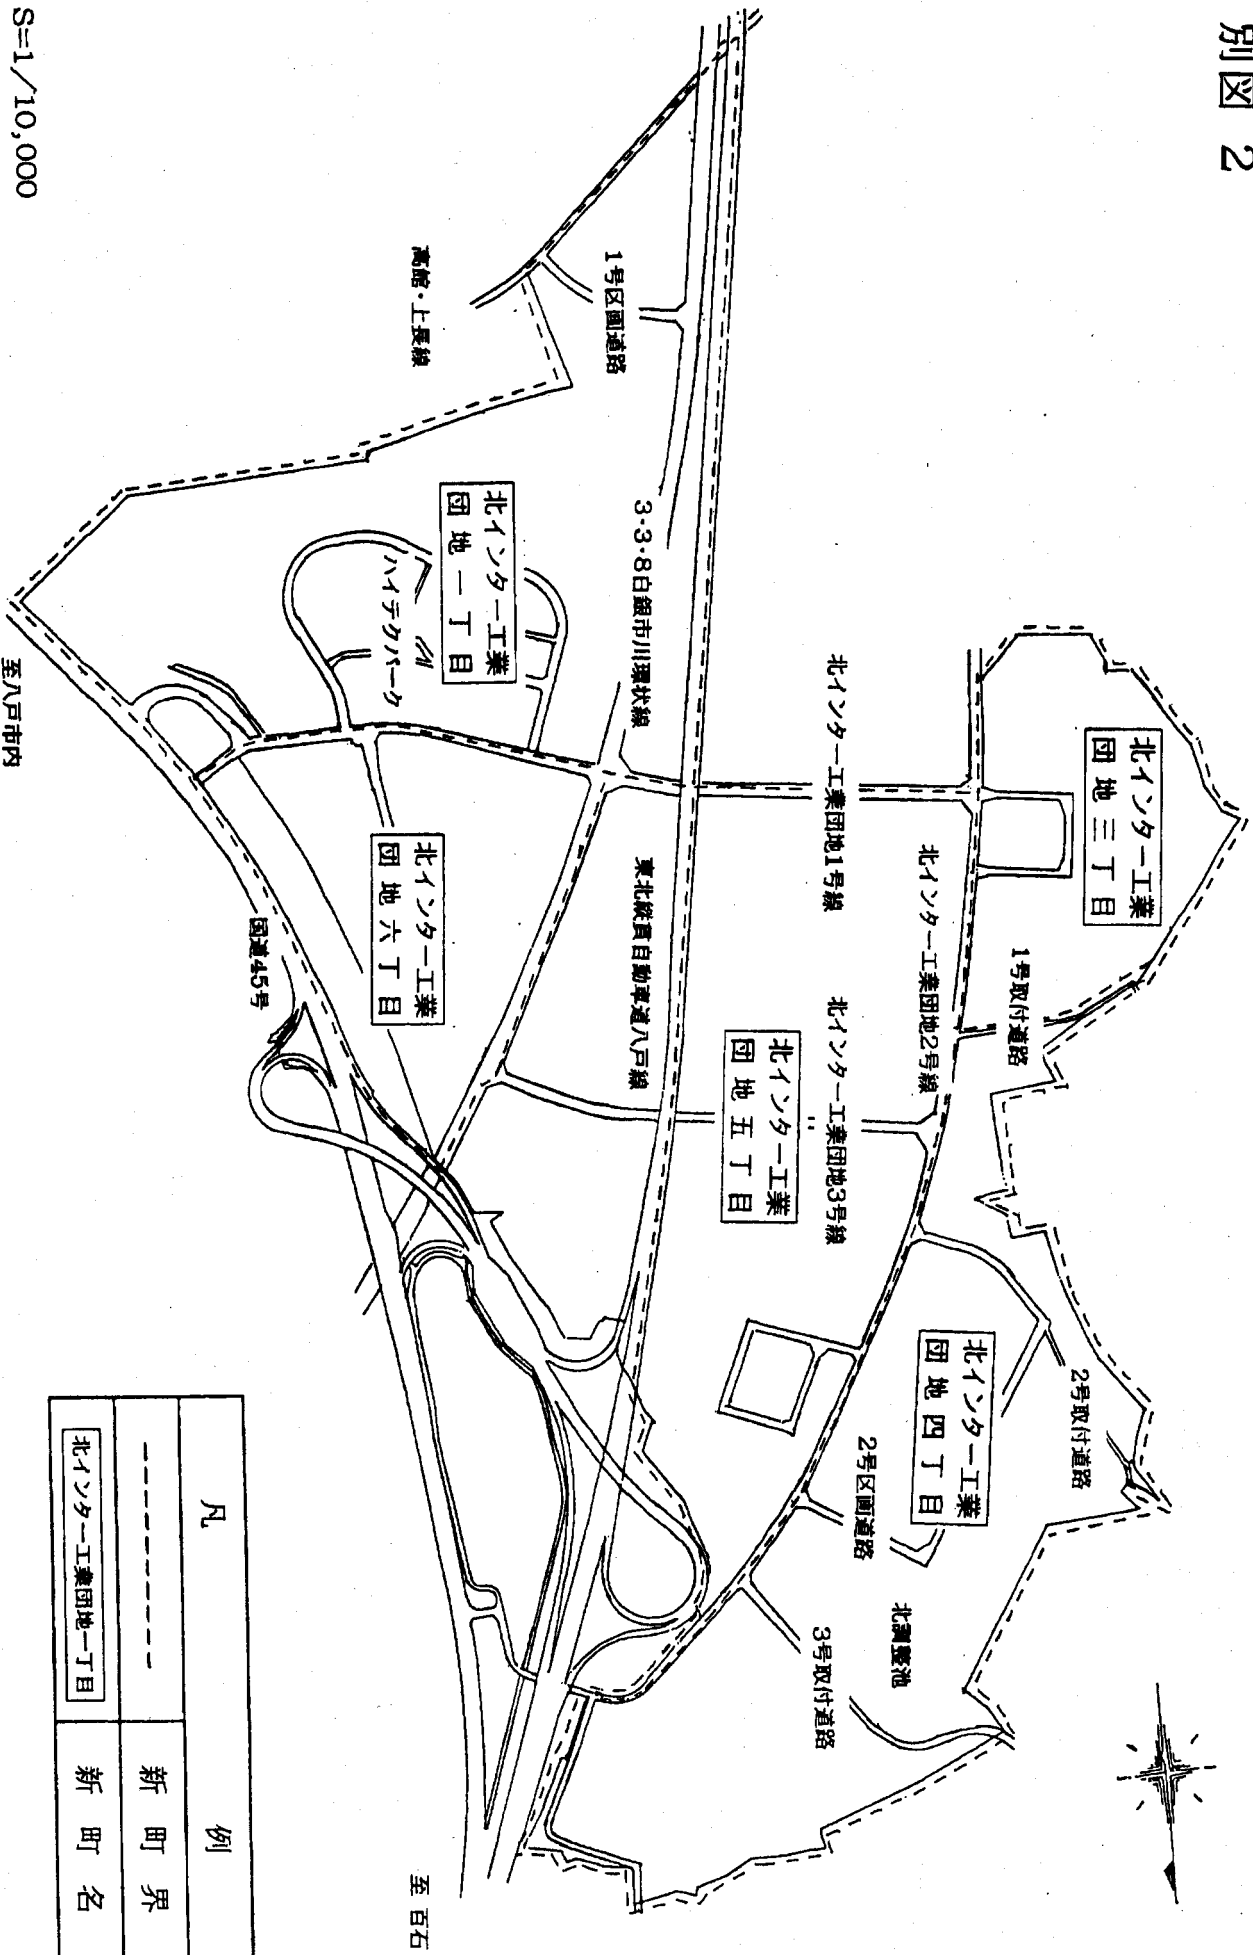 別図 2
北インター工業
団地三丁目
1号取付道路
2号取付道路
北インター工業
団地四丁目
北インター工業団地2号線
北調整池
2号区画道路
3号取付道路
北インター工業団地1号線
北インター工業団地3号線
北インター工業
団地五丁目
1号区画道路
3・3・8白銀市川環状線
東北縦貫自動車道八戸線
高館・上長線
北インター工業
団地一丁目
ハイテクパーク
北インター工業
団地六丁目
国道45号
至八戸市内
至百石
凡例
新町界
北インター工業団地一丁目
新町名
S=1/10,000